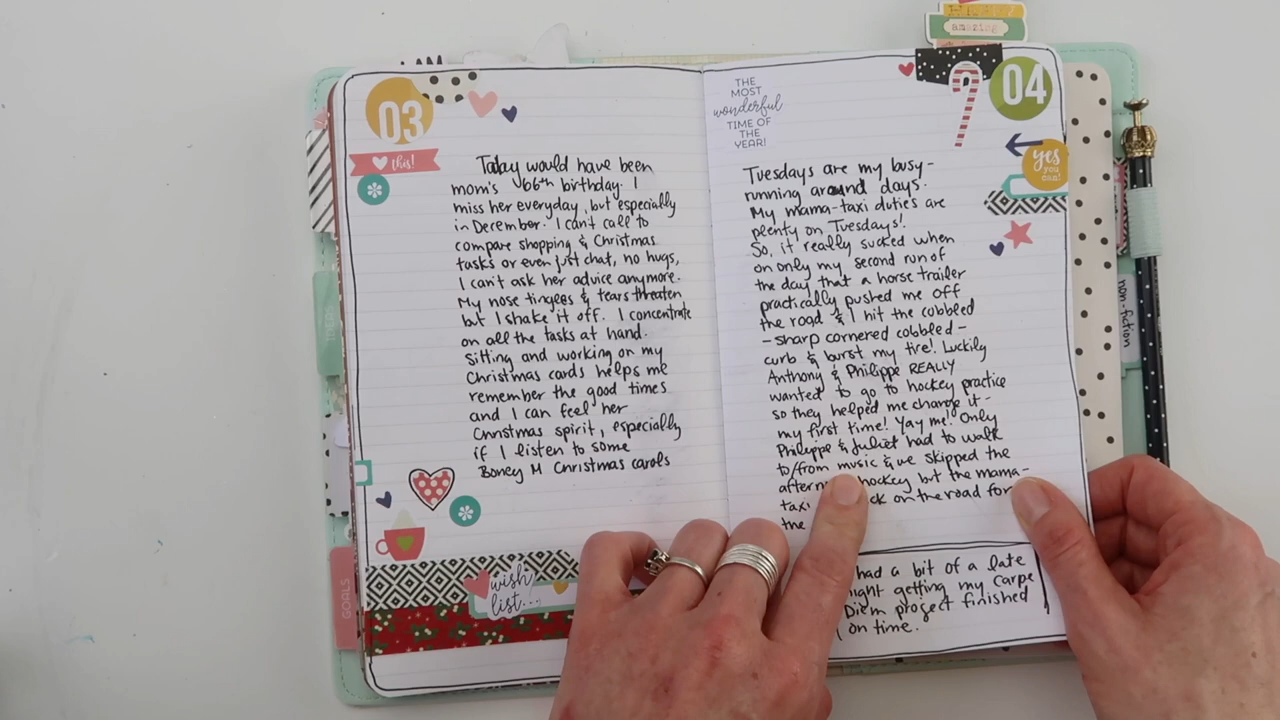 03
this!
Today would have been
mom's 66th birthday. I
miss her everyday, but especially
in December. I can't call to
compare shopping & Christmas
tasks or even just chat, no hugs,
I can't ask her advice anymore.
My nose tingles & tears threaten
but I shake it off. I concentrate
on all the tasks at hand.
Sitting and working on my
Christmas cards helps me
remember the good times
and I can feel her
Christmas spirit, especially
if I listen to some
Boney M Christmas carols
wish
list...
GOALS
amazing
THE
MOST
wonderful
TIME OF
THE
YEAR!
04
yes
you
can!
Tuesdays are my busy-
running around days.
My mama-taxi duties are
plenty on Tuesdays!
So, it really sucked when
on only my second run of
the day that a horse trailer
practically pushed me off
the road & I hit the cobbled
- sharp cornered cobbled -
curb & burst my tire! Luckily
Anthony & Philippe REALLY
wanted to go to hockey practice
so they helped me change it -
my first time! Yay me! Only
Philippe & Juliet had to walk
to/from music & we skipped the
aftern hockey but the mama-
taxi ck on the road for
the
had a bit of a late
night getting my Carpe
Diem project finished
on time.
non-fiction